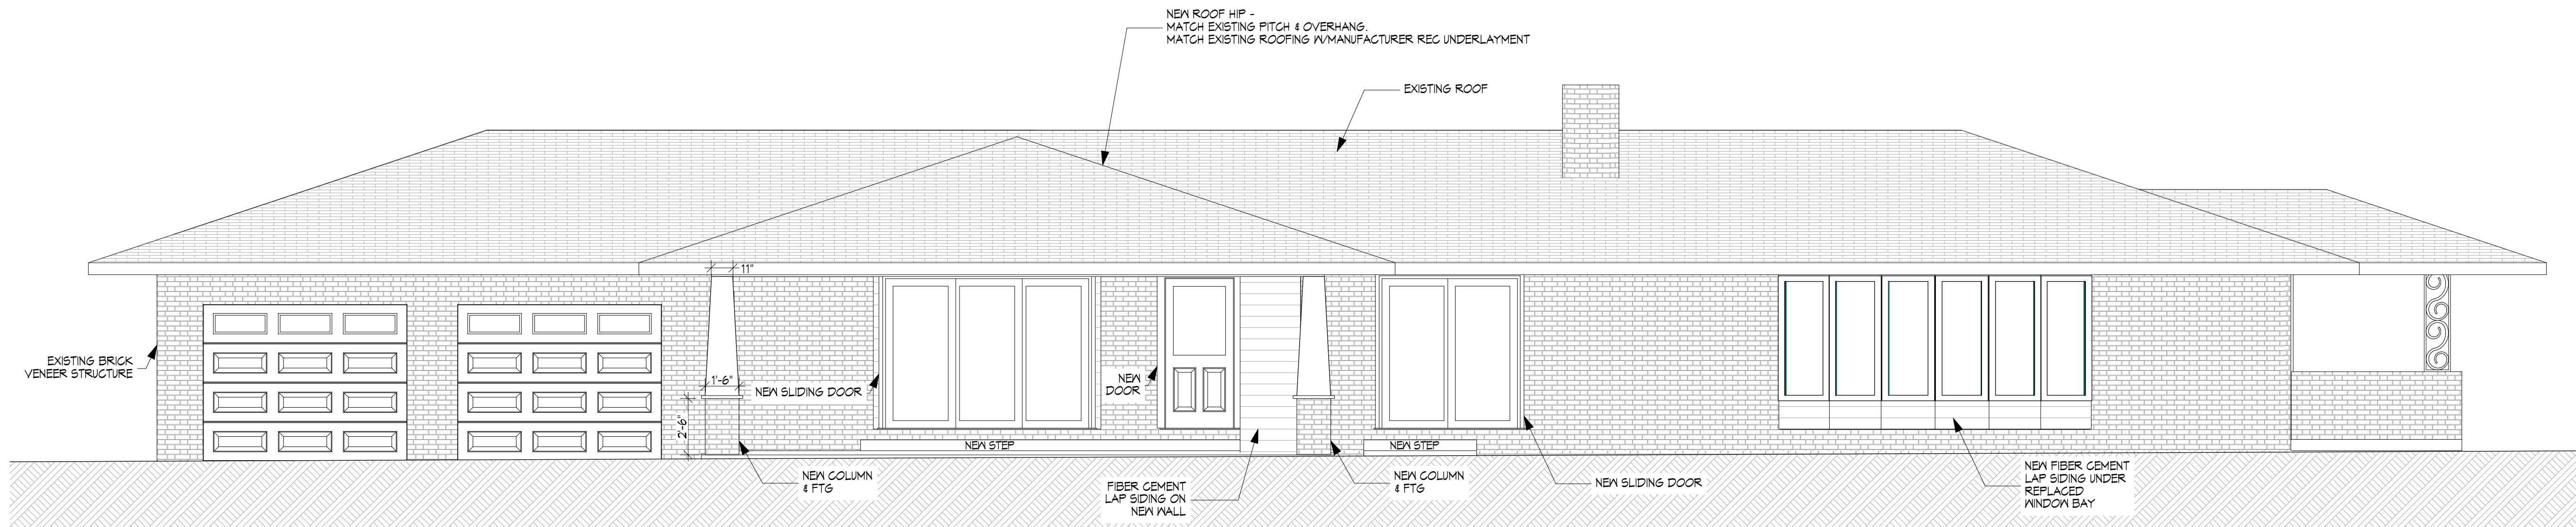 NEW ROOF HIP -
MATCH EXISTING PITCH & OVERHANG.
MATCH EXISTING ROOFING W/MANUFACTURER REC UNDERLAYMENT
EXISTING ROOF
11"
EXISTING BRICK
VENEER STRUCTURE
1'-6"
NEW SLIDING DOOR
NEW
DOOR
2'-6"
NEW STEP
NEW STEP
NEW COLUMN
& FTG
FIBER CEMENT
LAP SIDING ON
NEW WALL
NEW COLUMN
& FTG
NEW SLIDING DOOR
NEW FIBER CEMENT
LAP SIDING UNDER
REPLACED
WINDOW BAY